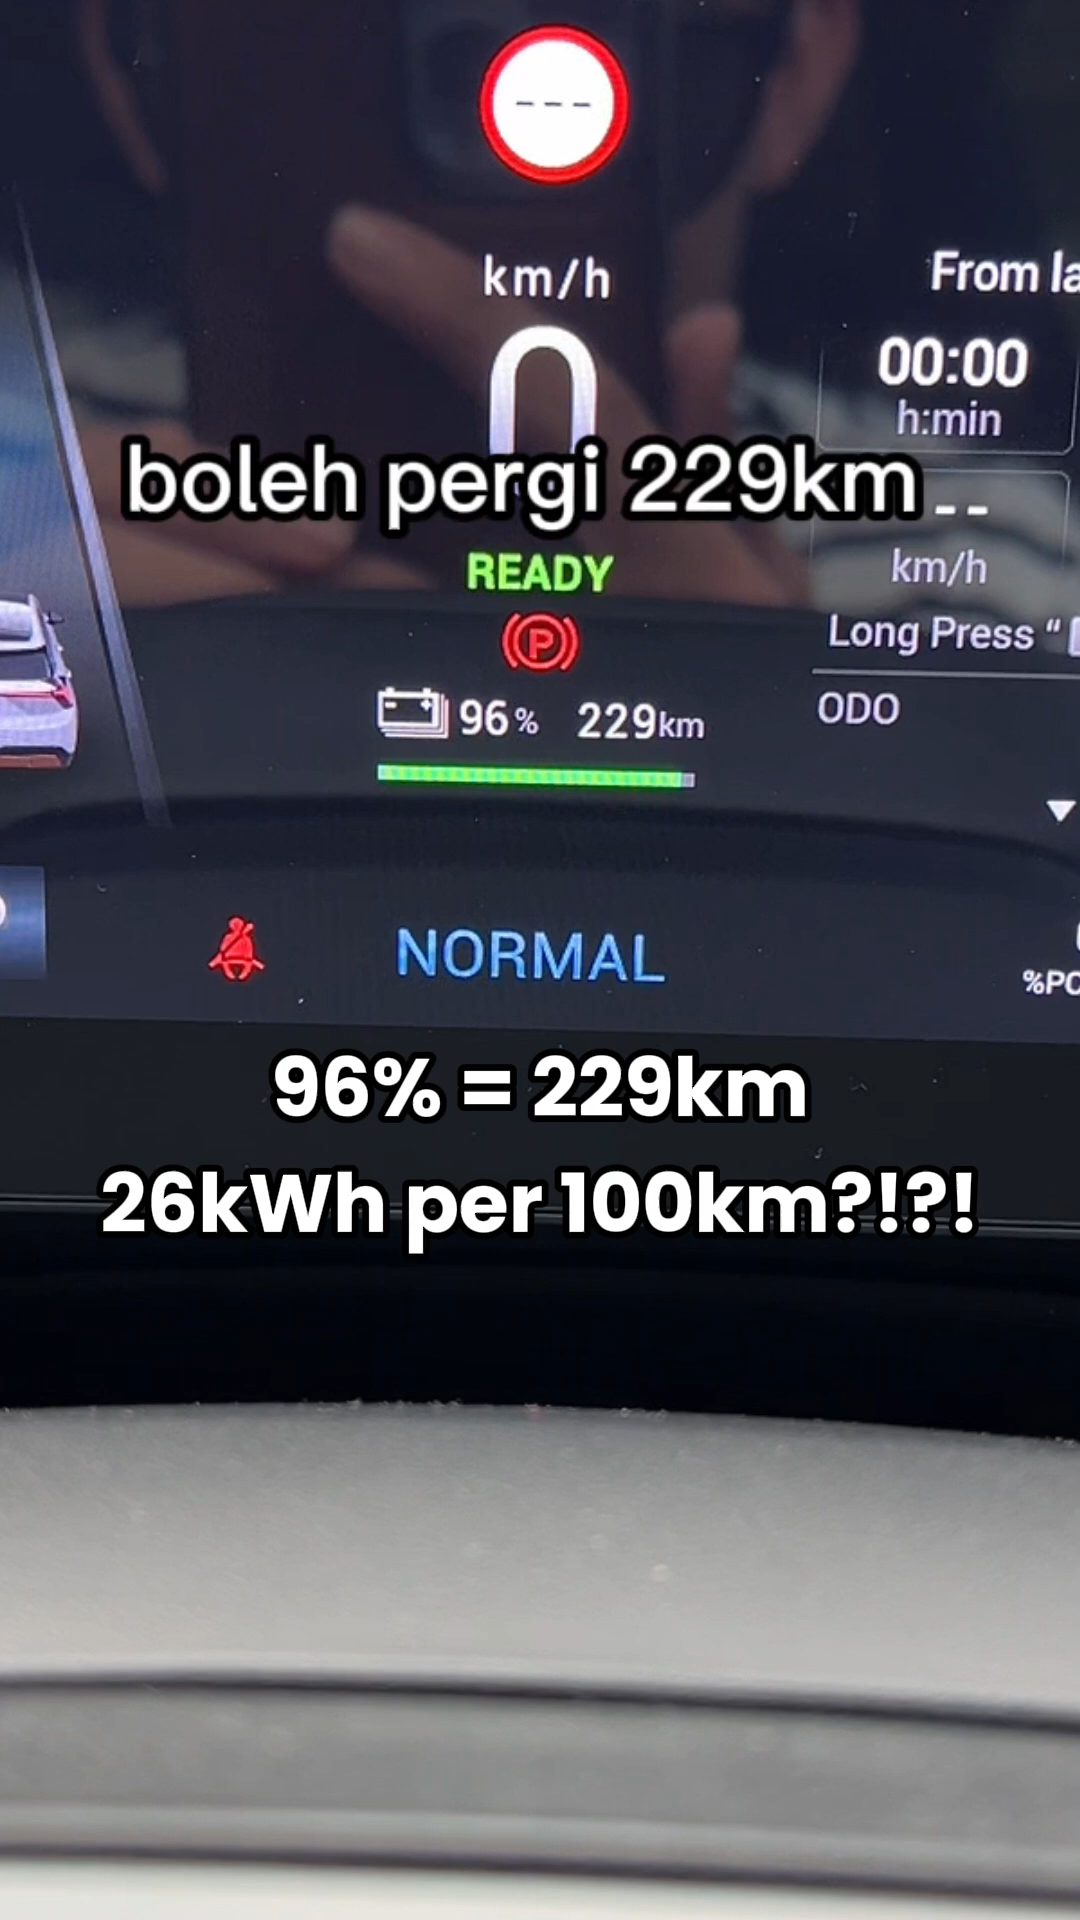 ---
km/h
From la
0
00:00
h:min
boleh pergi 229km
--
READY
km/h
P
Long Press "
96% 229km
ODO
NORMAL
%PO
96% = 229km
26kWh per 100km?!?!